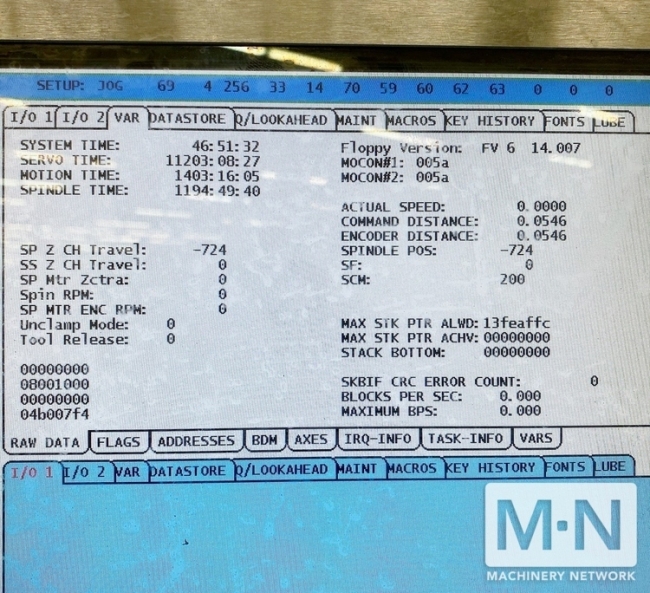 SETUP: JOG 69 4 256 33 14 70 59 60 62 63 0 0 0
I/O 1 I/O 2 VAR DATASTORE Q/LOOKAHEAD MAINT MACROS KEY HISTORY FONTS LUBE
SYSTEM TIME: 46:51:32 Floppy Version: FV 6 14.007
SERVO TIME: 11203:08:27 MOCON#1: 005a
MOTION TIME: 1403:16:05 MOCON#2: 005a
SPINDLE TIME: 1194:49:40
ACTUAL SPEED: 0.0000
COMMAND DISTANCE: 0.0546
ENCODER DISTANCE: 0.0546
SP Z CH Travel: -724 SPINDLE POS: -724
SS Z CH Travel: 0 SF: 0
SP Mtr Zctra: 0 SCM: 200
Spin RPM: 0
SP MTR ENC RPM: 0
Unclamp Mode: 0 MAX STK PTR ALWD: 13feaffc
Tool Release: 0 MAX STK PTR ACHV: 00000000
STACK BOTTOM: 00000000
00000000
08001000 SKBIF CRC ERROR COUNT: 0
00000000 BLOCKS PER SEC: 0.000
04b007f4 MAXIMUM BPS: 0.000
RAW DATA FLAGS ADDRESSES BDM AXES IRQ-INFO TASK-INFO VARS
I/O 1 I/O 2 VAR DATASTORE Q/LOOKAHEAD MAINT MACROS KEY HISTORY FONTS LUBE
M·N
MACHINERY NETWORK